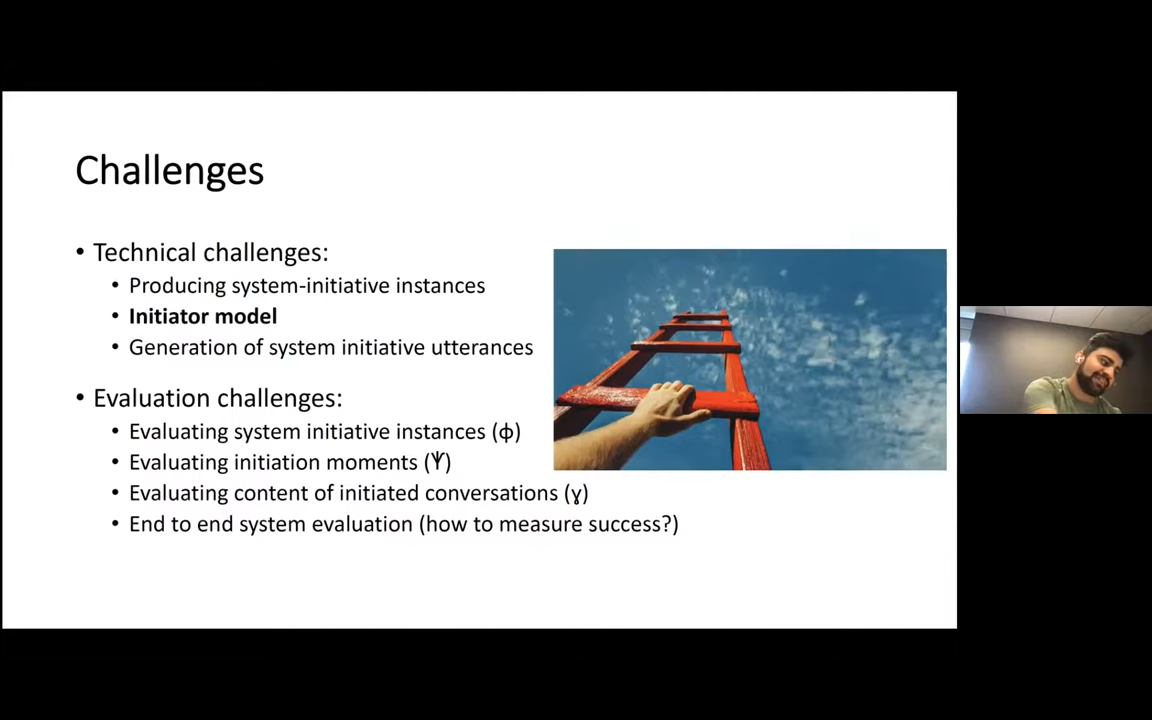 Challenges
• Technical challenges:
• Producing system-initiative instances
• Initiator model
• Generation of system initiative utterances
• Evaluation challenges:
• Evaluating system initiative instances (ɸ)
• Evaluating initiation moments (Ѱ)
• Evaluating content of initiated conversations (ɣ)
• End to end system evaluation (how to measure success?)